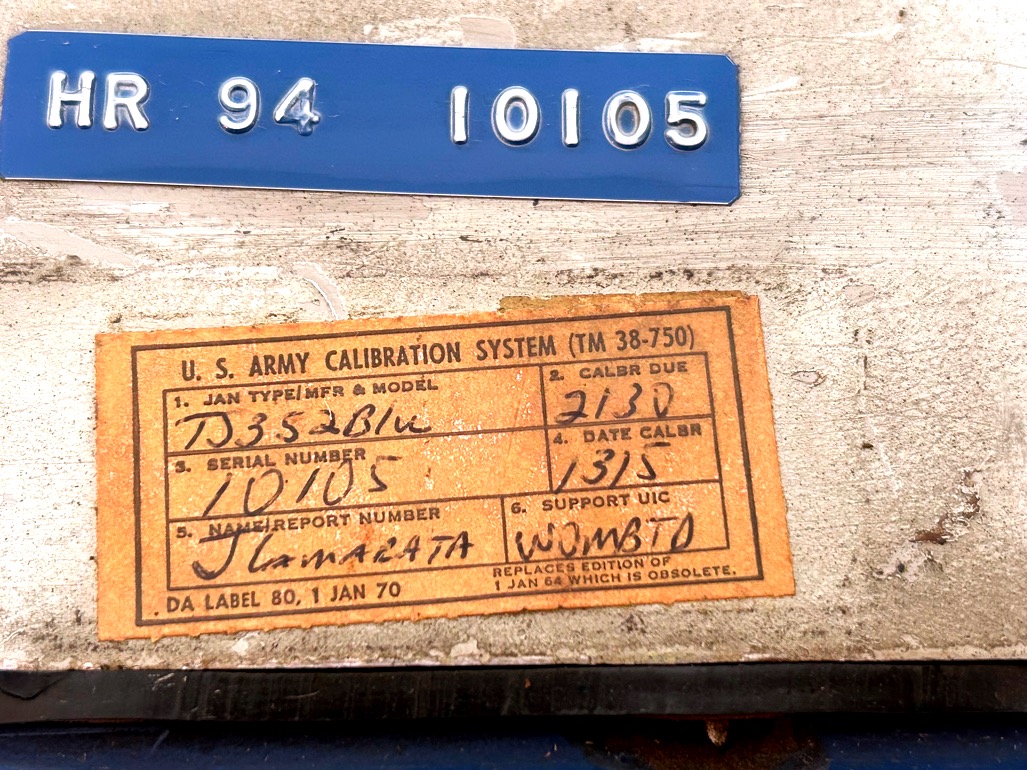 HR 94 10105
U. S. ARMY CALIBRATION SYSTEM (TM 38-750)
1. JAN TYPE/MFR & MODEL
2. CALBR DUE
2130
3. SERIAL NUMBER
10105
4. DATE CALBR
1315
5. NAME/REPORT NUMBER
6. SUPPORT UIC
DA LABEL 80, 1 JAN 70
REPLACES EDITION OF
1 JAN 64 WHICH IS OBSOLETE.